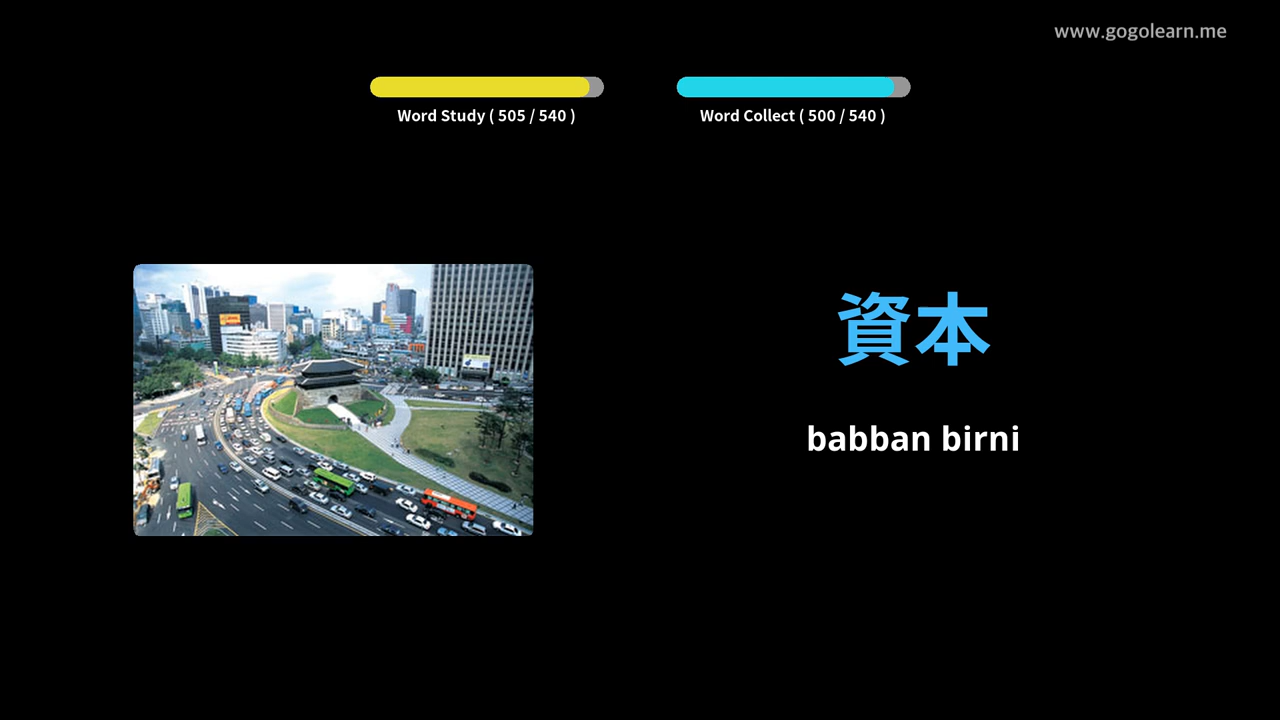 www.gogolearn.me
Word Study ( 505 / 540 )
Word Collect ( 500 / 540 )
資本
babban birni